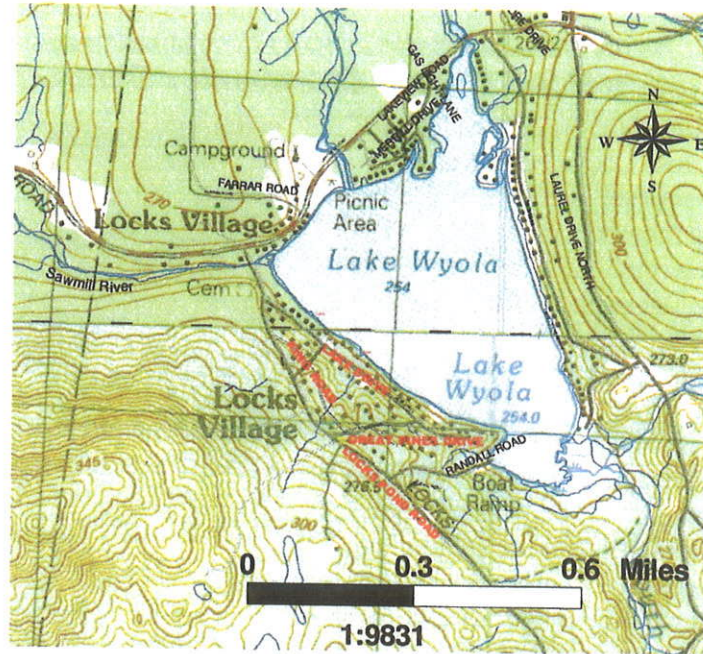 GAS
LANE
LAKEVIEW ROAD
DRIVE
Campground
FARRAR ROAD
Picnic
Area
N
W
E
S
ROAD
270
Locks Village
300
LAUREL DRIVE NORTH
Lake Wyola
254
Sawmill River
Cem
273.0
Lake
Wyola
254.0
Locks
Village
GREAT PINES DRIVE
RANDALL ROAD
LOCKS POND ROAD
LOCKS
Boat
Ramp
345
300
0 0.3 0.6 Miles
1:9831